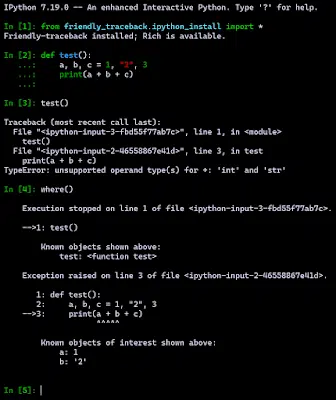 IPython 7.19.0 -- An enhanced Interactive Python. Type '?' for help.
In [1]: from friendly_traceback.ipython_install import *
Friendly-traceback installed; Rich is available.
In [2]: def test():
   ...:     a, b, c = 1, "2", 3
   ...:     print(a + b + c)
   ...:
In [3]: test()
Traceback (most recent call last):
  File "<ipython-input-3-fbd55f77ab7c>", line 1, in <module>
    test()
  File "<ipython-input-2-46558867e41d>", line 3, in test
    print(a + b + c)
TypeError: unsupported operand type(s) for +: 'int' and 'str'
In [4]: where()
    Execution stopped on line 1 of file <ipython-input-3-fbd55f77ab7c>.
    -->1: test()
        Known objects shown above:
            test: <function test>
    Exception raised on line 3 of file <ipython-input-2-46558867e41d>.
       1: def test():
       2:     a, b, c = 1, "2", 3
    -->3:     print(a + b + c)
                    ^^^^^
        Known objects of interest shown above:
            a: 1
            b: '2'
In [5]: